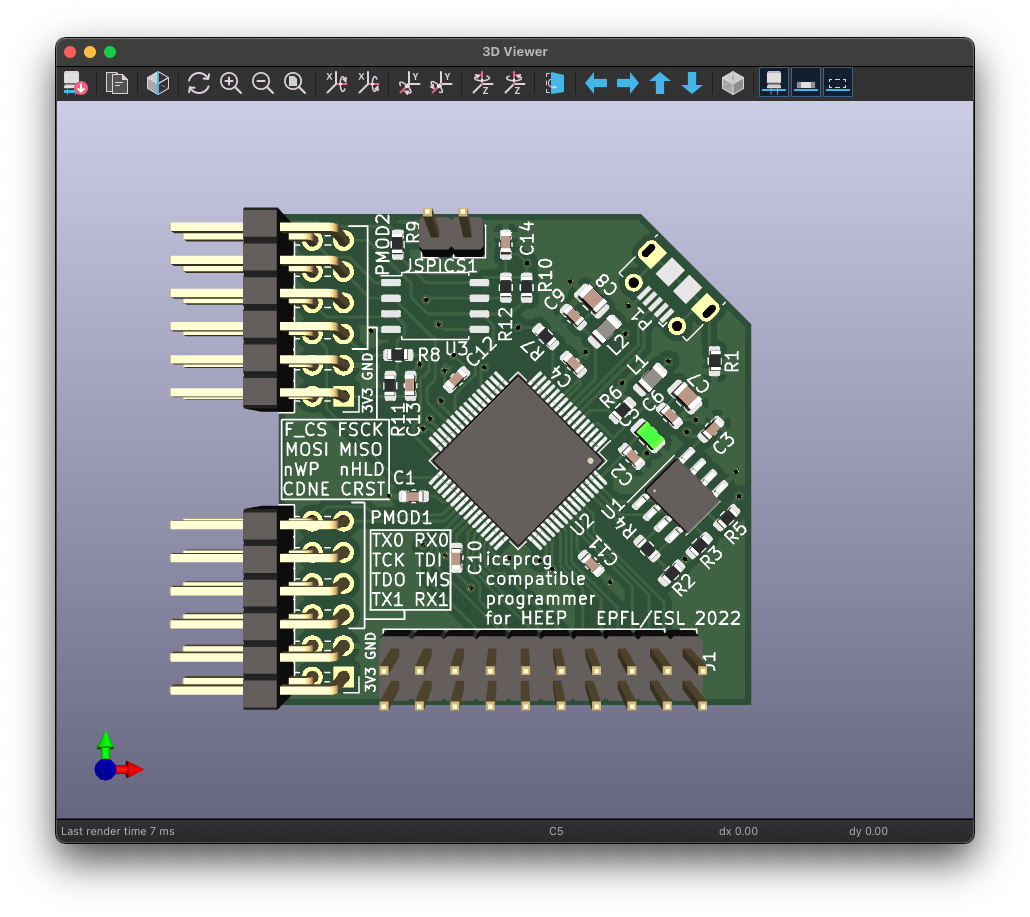 3D Viewer
PMOD2
R9
JSPICS1
C14
R10
R12
U3
C12
R8
R11
C13
3V3 GND
C9
C8
P1
L2
R7
C4
R1
L1
C7
R6
C6
C3
C2
U1
R4
R5
R3
R2
F_CS FSCK
MOSI MISO
nWP nHLD
CDNE CRST
C1
U2
C11
PMOD1
TX0 RX0
TCK TDI
TDO TMS
TX1 RX1
C10
iceprog
compatible
programmer
for HEEP EPFL/ESL 2022
3V3 GND
J1
Last render time 7 ms
C5
dx 0.00
dy 0.00